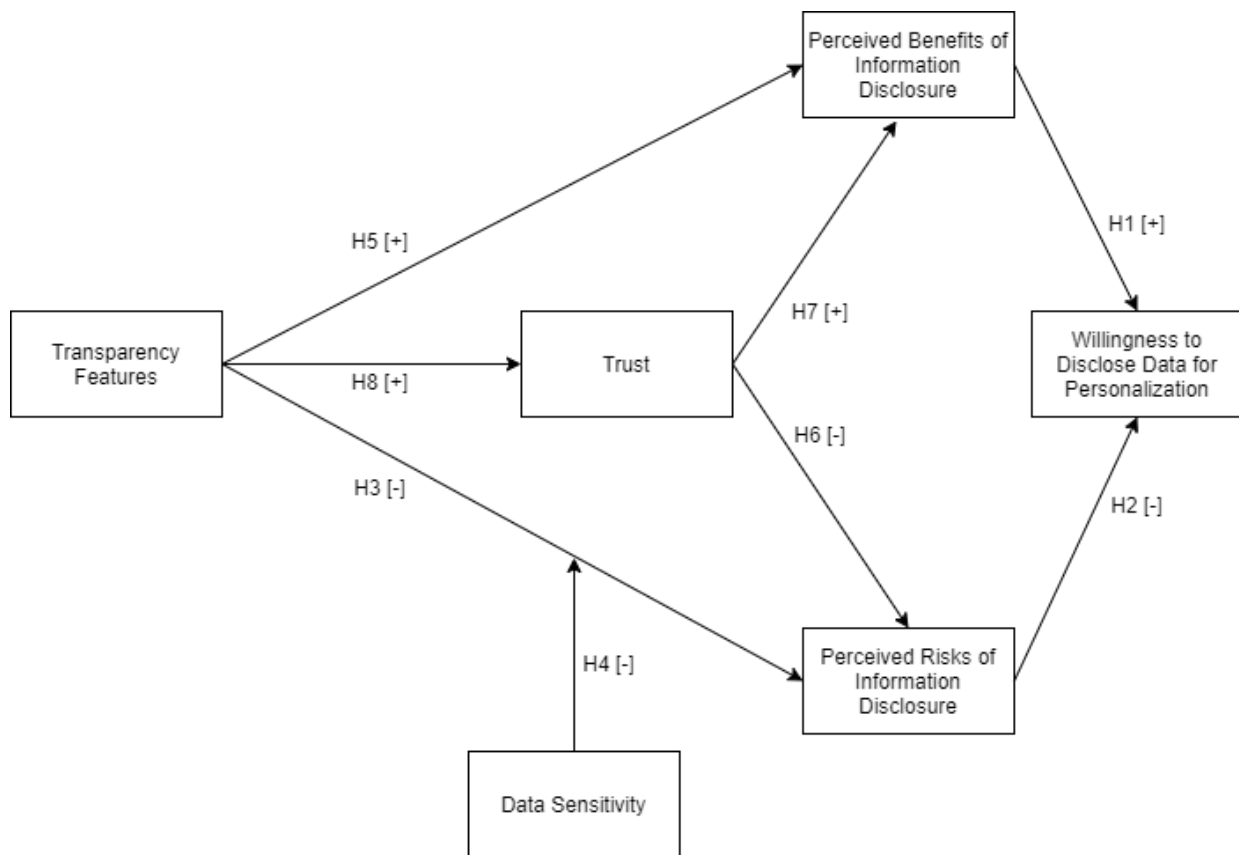 Perceived Benefits of
Information
Disclosure
H5 [+]
H1 [+]
H7 [+]
Transparency
Features
H8 [+]
Trust
Willingness to
Disclose Data for
Personalization
H6 [-]
H3 [-]
H2 [-]
H4 [-]
Perceived Risks of
Information
Disclosure
Data Sensitivity